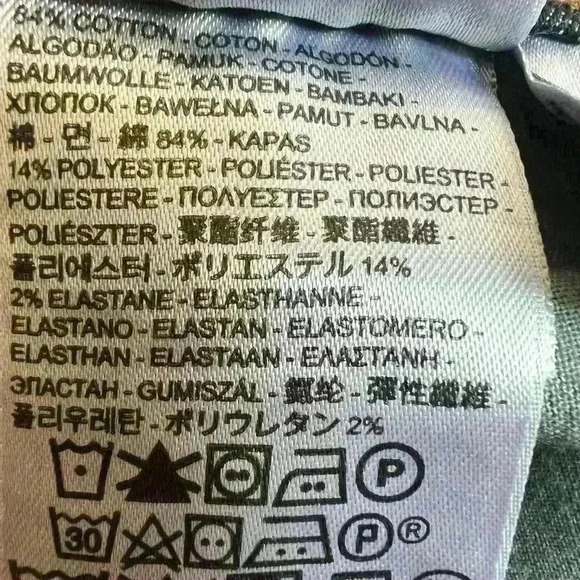 84% COTTON - COTON - ALGODÓN -
ALGODÃO - PAMUK - COTONE -
BAUMWOLLE - KATOEN - BAMBAKI -
ХЛОПОК - BAWEŁNA - PAMUT - BAVLNA -
棉 - 면 - 綿 84% - KAPAS
14% POLYESTER - POLIÉSTER - POLIESTER -
POLIESTERE - ΠΟΛΥΕΣΤΕΡ - ПОЛИЭСТЕР -
POLIÉSZTER - 聚酯纤维 - 聚酯纖維 -
폴리에스터 - ポリエステル 14%
2% ELASTANE - ELASTHANNE -
ELASTANO - ELASTAN - ELASTOMERO -
ELASTHAN - ELASTAAN - ΕΛΑΣΤΑΝΗ -
ЭЛАСТАН - GUMISZÁL - 氨纶 - 彈性纖維 -
폴리우레탄 - ポリウレタン 2%
P
30 P ®